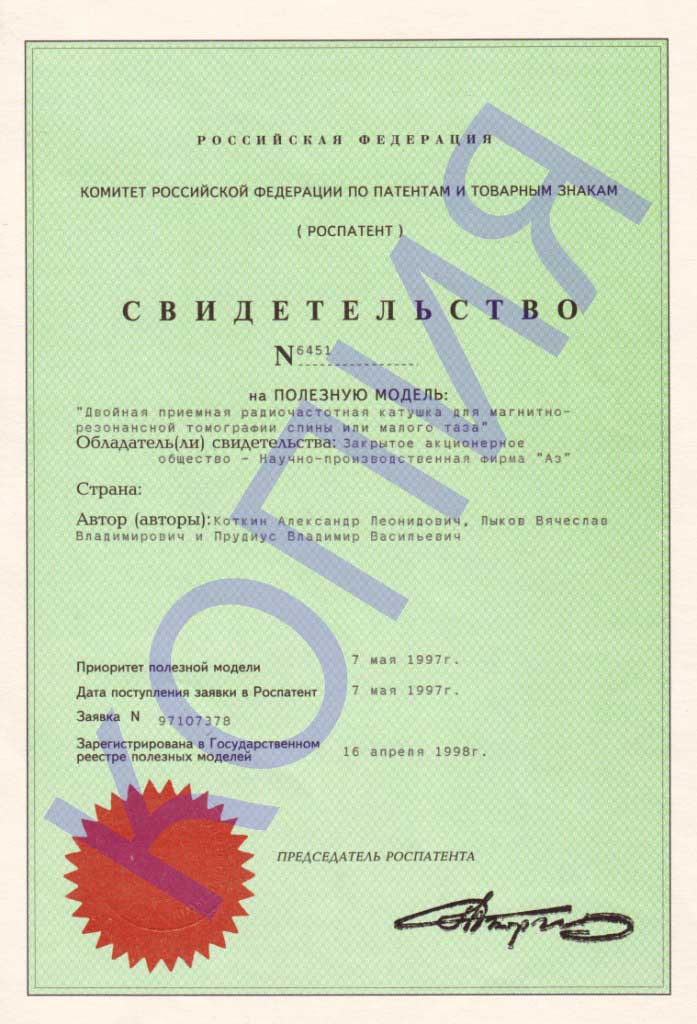 РОССИЙСКАЯ ФЕДЕРАЦИЯ
КОМИТЕТ РОССИЙСКОЙ ФЕДЕРАЦИИ ПО ПАТЕНТАМ И ТОВАРНЫМ ЗНАКАМ
( РОСПАТЕНТ )
СВИДЕТЕЛЬСТВО
N 6451
на ПОЛЕЗНУЮ МОДЕЛЬ:
"Двойная приемная радиочастотная катушка для магнитно-
резонансной томографии спины или малого таза"
Обладатель(ли) свидетельства: Закрытое акционерное
общество – Научно-производственная фирма "Аз"
Страна:
Автор (авторы): Коткин Александр Леонидович, Лыков Вячеслав
Владимирович и Прудиус Владимир Васильевич
Приоритет полезной модели 7 мая 1997г.
Дата поступления заявки в Роспатент 7 мая 1997г.
Заявка N 97107378
Зарегистрирована в Государственном
реестре полезных моделей 16 апреля 1998г.
ПРЕДСЕДАТЕЛЬ РОСПАТЕНТА
КОПИЯ